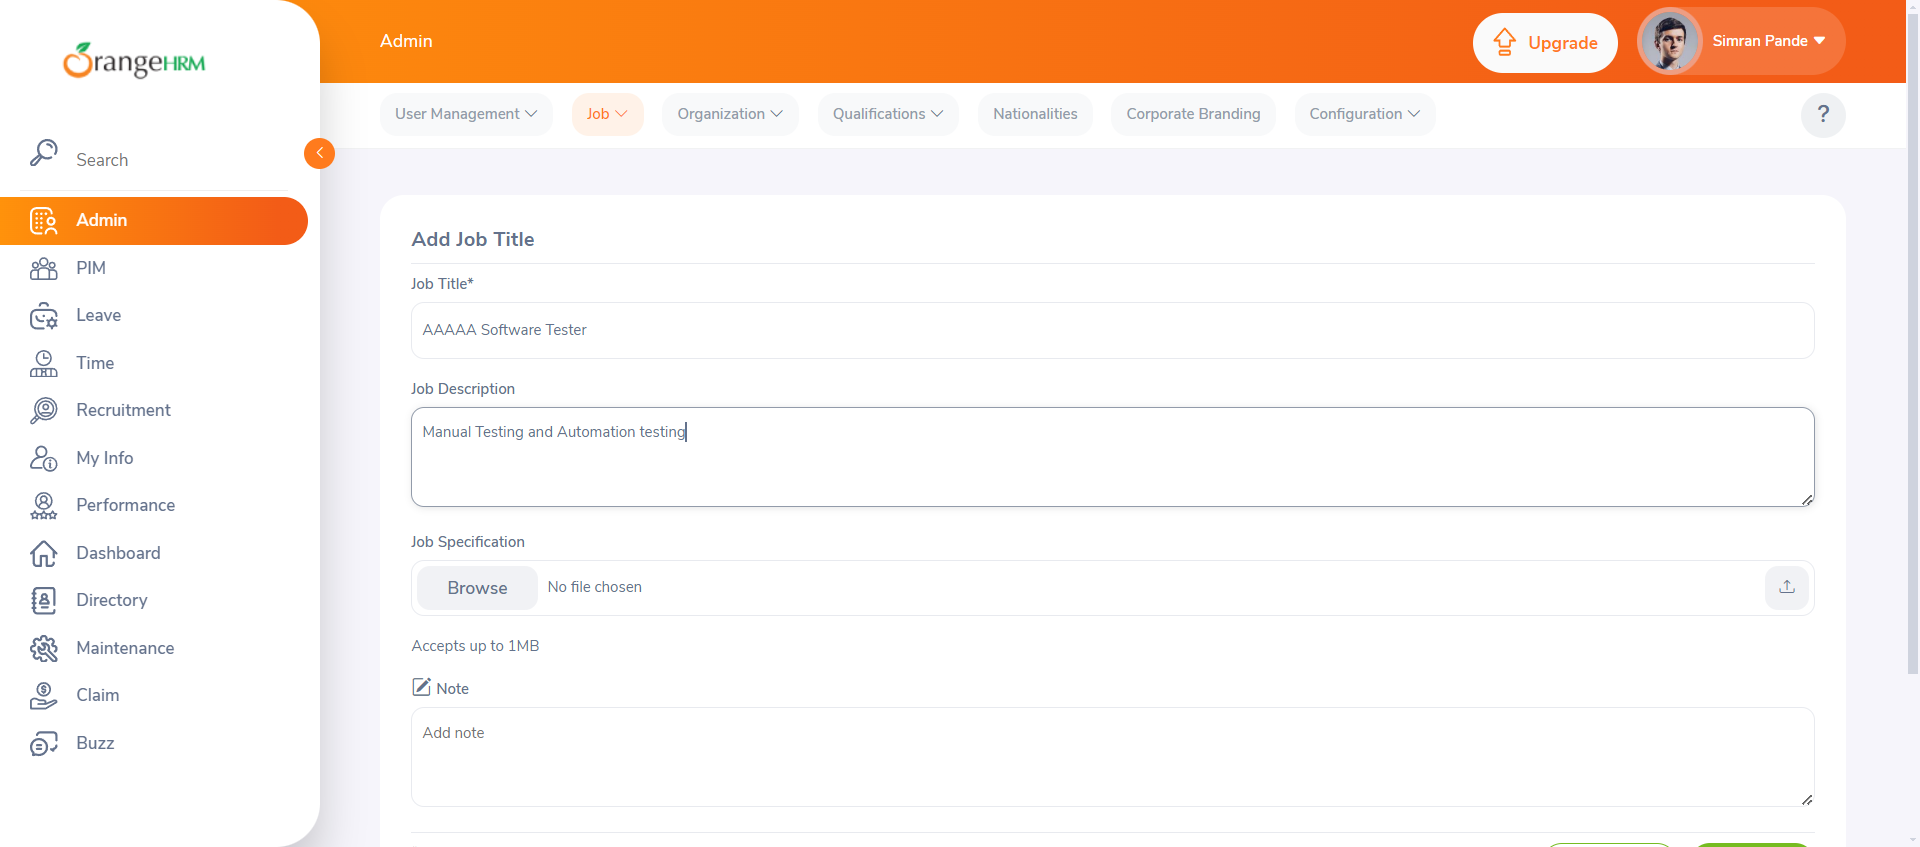 OrangeHRM
Admin
Upgrade
Simran Pande
User Management
Job
Organization
Qualifications
Nationalities
Corporate Branding
Configuration
?
Search
Admin
PIM
Leave
Time
Recruitment
My Info
Performance
Dashboard
Directory
Maintenance
Claim
Buzz
Add Job Title
Job Title*
AAAAA Software Tester
Job Description
Manual Testing and Automation testing
Job Specification
Browse
No file chosen
Accepts up to 1MB
Note
Add note